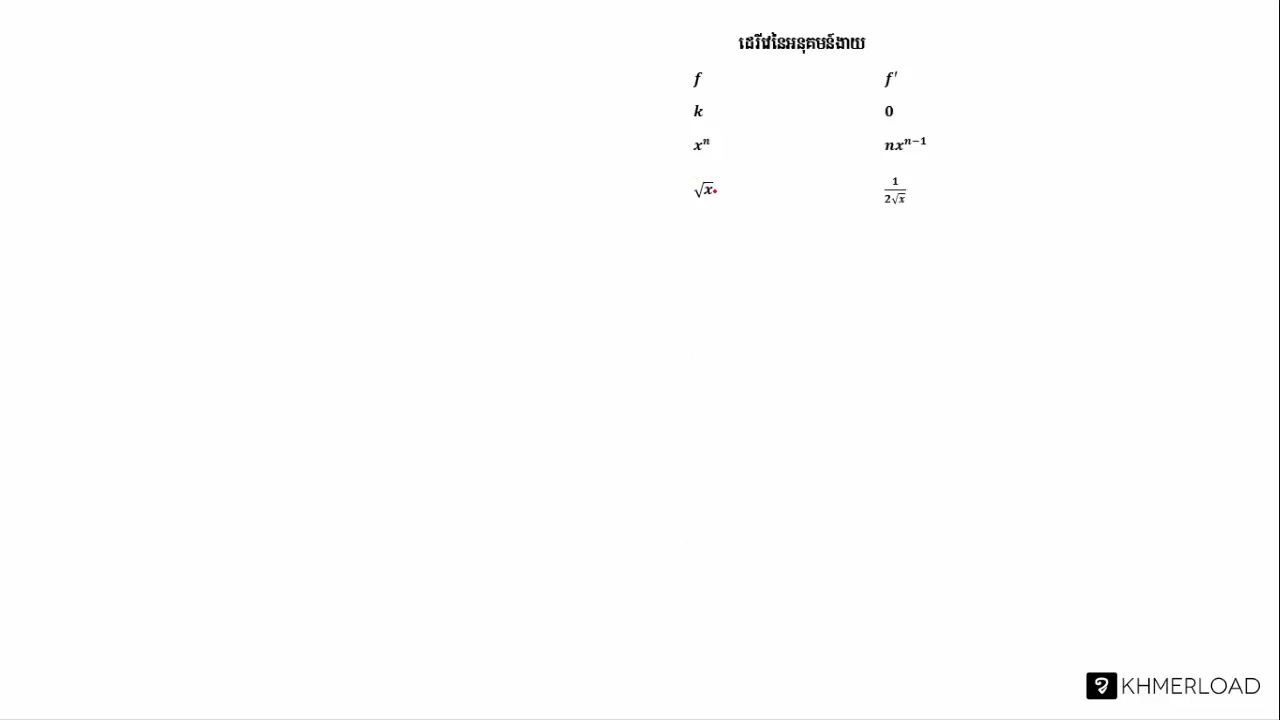 ដេរីវេនៃអនុគមន៍ងាយ
f f′
k 0
xⁿ nxⁿ⁻¹
√x 1/(2√x)
KHMERLOAD